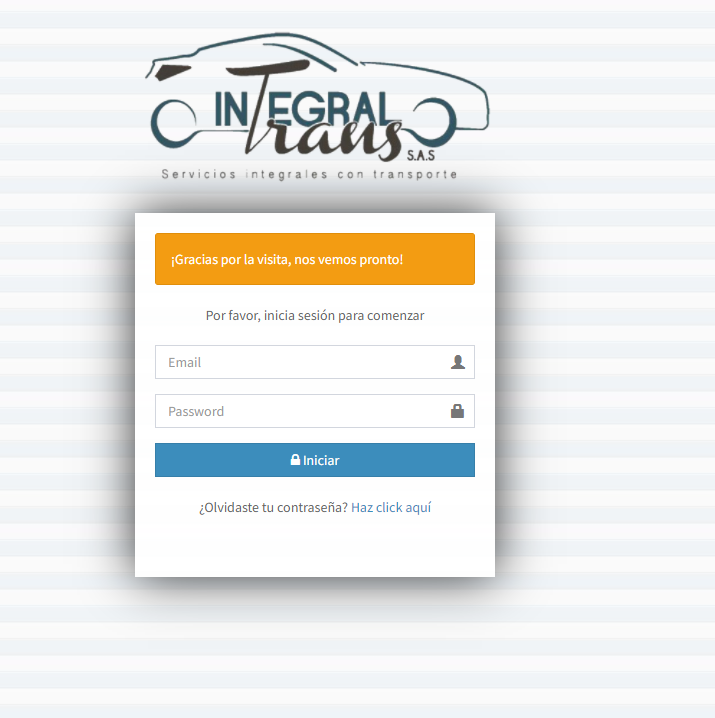 INTEGRAL
Trans
S.A.S
Servicios integrales con transporte
¡Gracias por la visita, nos vemos pronto!
Por favor, inicia sesión para comenzar
Email
Password
Iniciar
¿Olvidaste tu contraseña? Haz click aquí